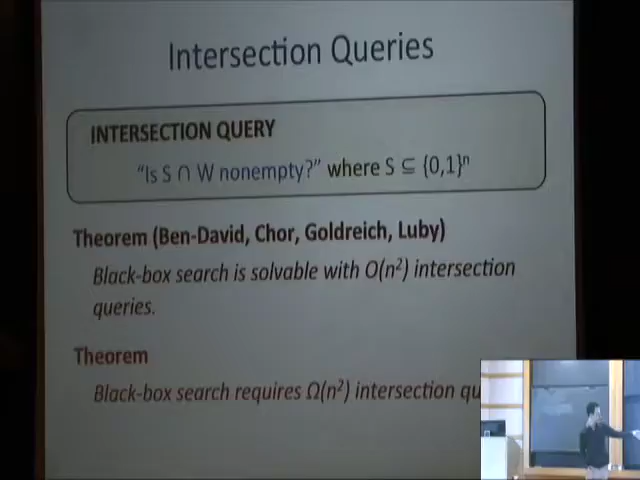 Intersection Queries
INTERSECTION QUERY
"Is S ∩ W nonempty?" where S ⊆ {0,1}ⁿ
Theorem (Ben-David, Chor, Goldreich, Luby)
Black-box search is solvable with O(n²) intersection
queries.
Theorem
Black-box search requires Ω(n²) intersection qu